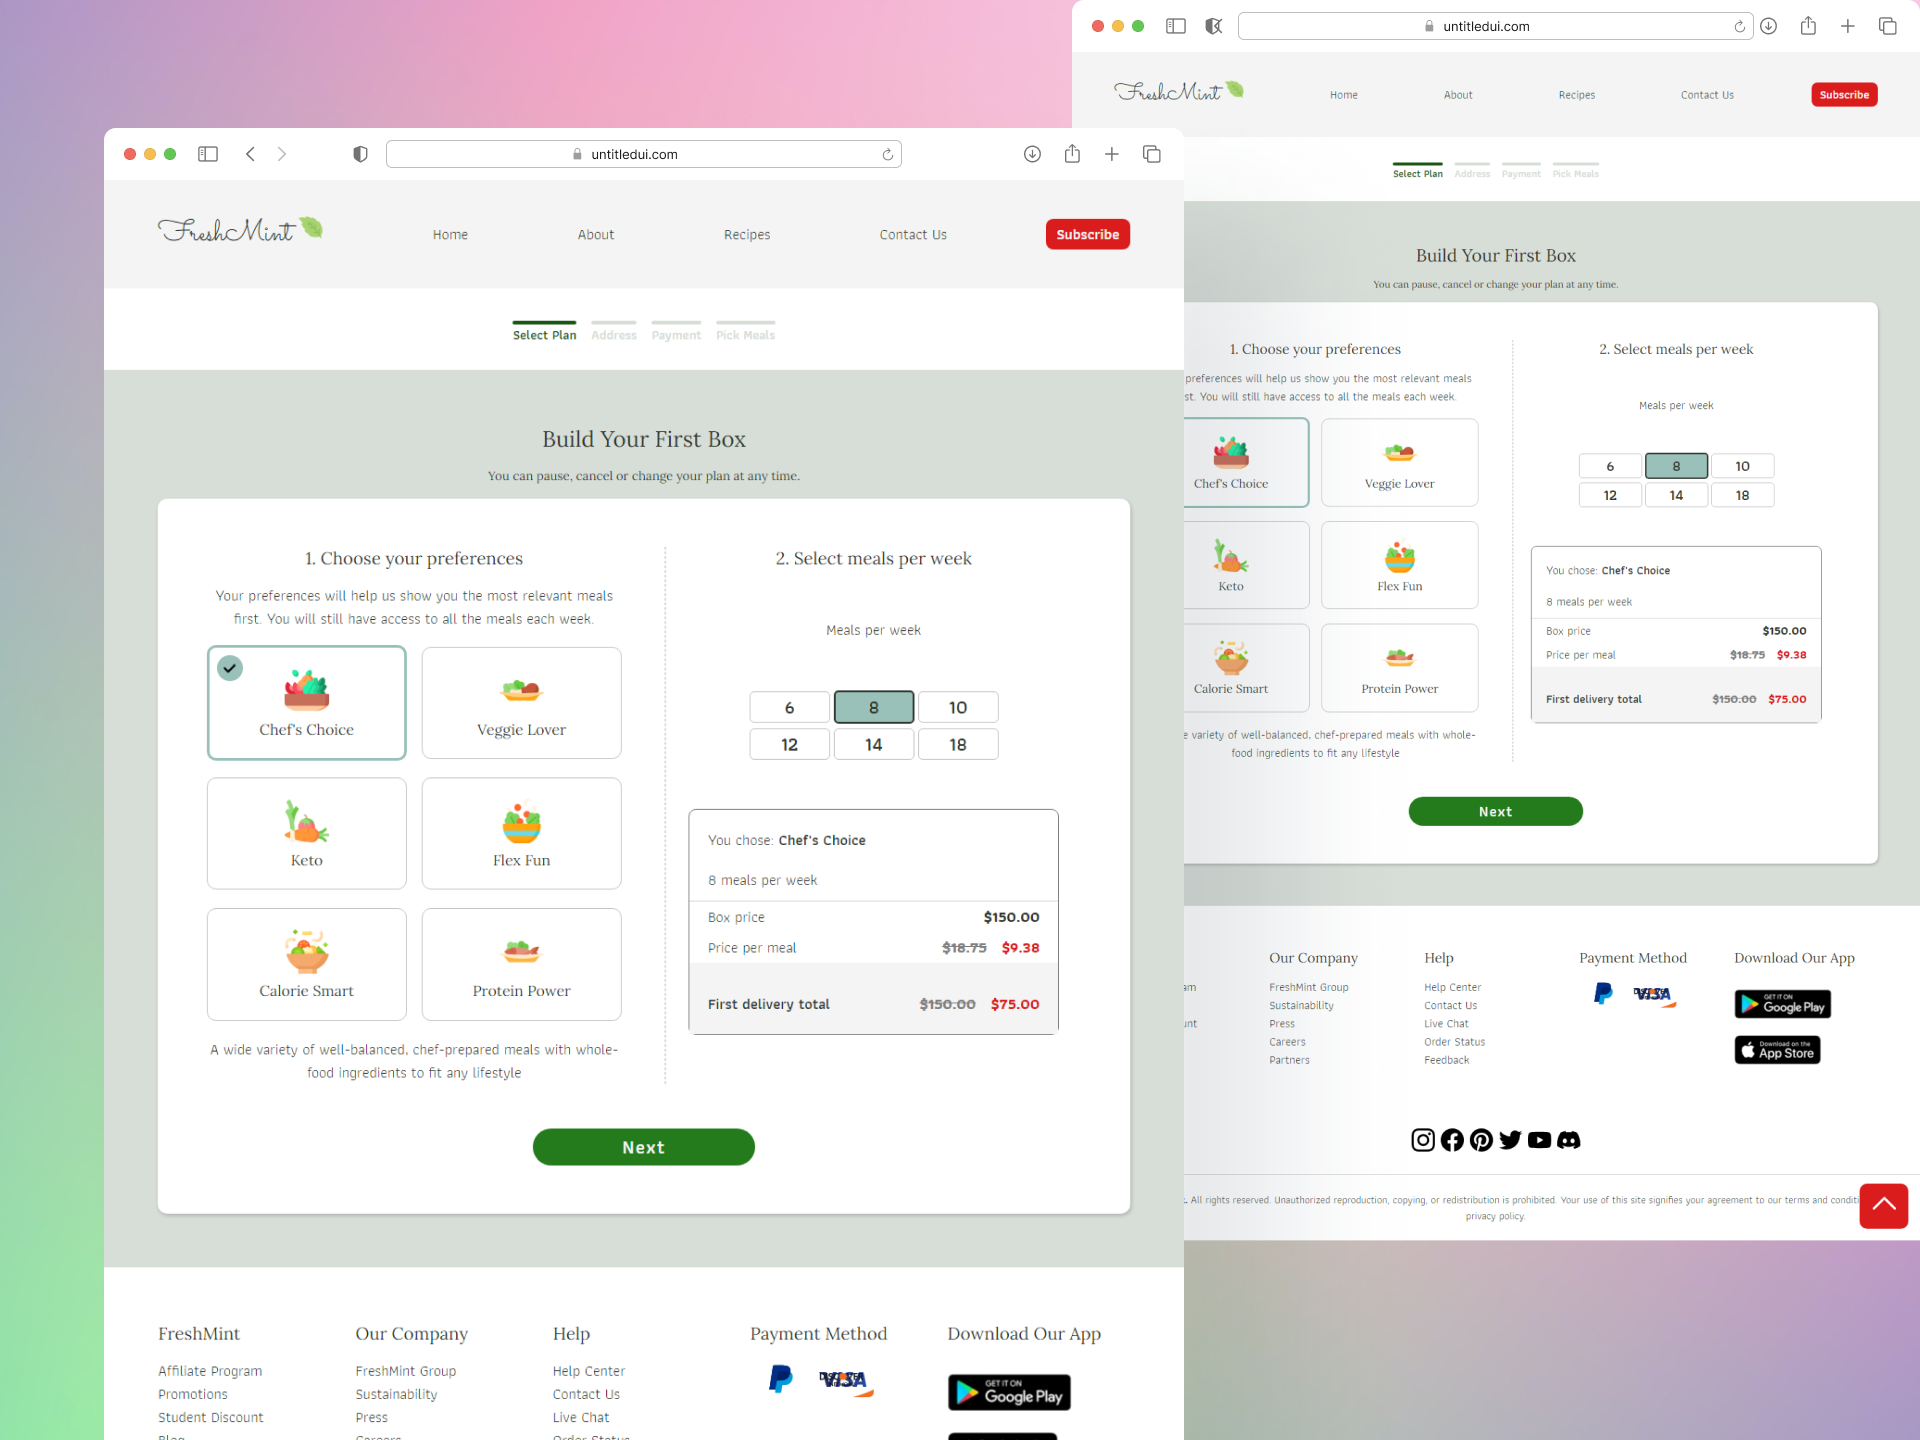 untitledui.com
FreshMint
Home
About
Recipes
Contact Us
Subscribe
Select Plan
Address
Payment
Pick Meals
Build Your First Box
You can pause, cancel or change your plan at any time.
1. Choose your preferences
Your preferences will help us show you the most relevant meals
first. You will still have access to all the meals each week.
Chef's Choice
Veggie Lover
Keto
Flex Fun
Calorie Smart
Protein Power
A wide variety of well-balanced, chef-prepared meals with whole-
food ingredients to fit any lifestyle
2. Select meals per week
Meals per week
6
8
10
12
14
18
You chose: Chef's Choice
8 meals per week
Box price $150.00
Price per meal $18.75 $9.38
First delivery total $150.00 $75.00
Next
FreshMint
Affiliate Program
Promotions
Student Discount
Blog
Our Company
FreshMint Group
Sustainability
Press
Careers
Help
Help Center
Contact Us
Live Chat
Order Status
Payment Method
VISA
Download Our App
GET IT ON
Google Play
untitledui.com
FreshMint
Home
About
Recipes
Contact Us
Subscribe
Select Plan
Address
Payment
Pick Meals
Build Your First Box
You can pause, cancel or change your plan at any time.
1. Choose your preferences
preferences will help us show you the most relevant meals
st. You will still have access to all the meals each week.
Chef's Choice
Veggie Lover
Keto
Flex Fun
Calorie Smart
Protein Power
e variety of well-balanced, chef-prepared meals with whole-
food ingredients to fit any lifestyle
2. Select meals per week
Meals per week
6
8
10
12
14
18
You chose: Chef's Choice
8 meals per week
Box price $150.00
Price per meal $18.75 $9.38
First delivery total $150.00 $75.00
Next
am
unt
Our Company
FreshMint Group
Sustainability
Press
Careers
Partners
Help
Help Center
Contact Us
Live Chat
Order Status
Feedback
Payment Method
VISA
Download Our App
GET IT ON
Google Play
Download on the
App Store
. All rights reserved. Unauthorized reproduction, copying, or redistribution is prohibited. Your use of this site signifies your agreement to our terms and conditi
privacy policy.